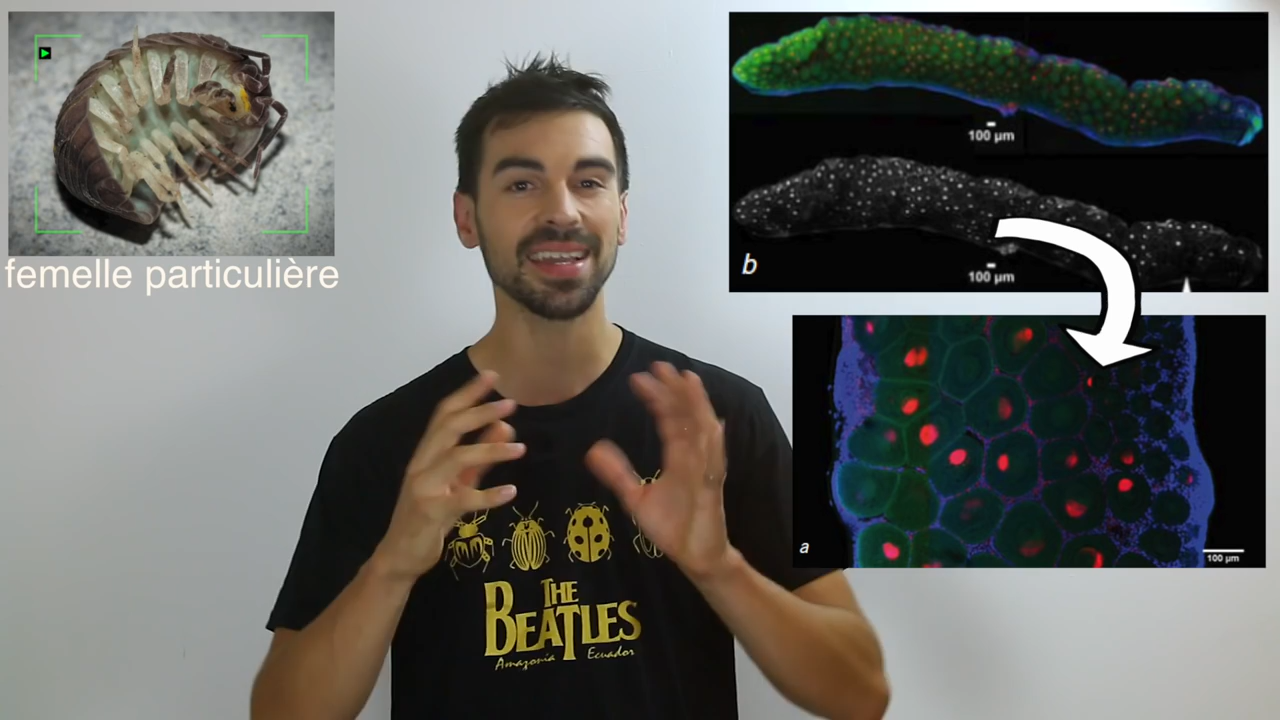 femelle particulière
100 µm
100 µm
b
a
100 µm
THE
BEATLES
Amazonia Ecuador